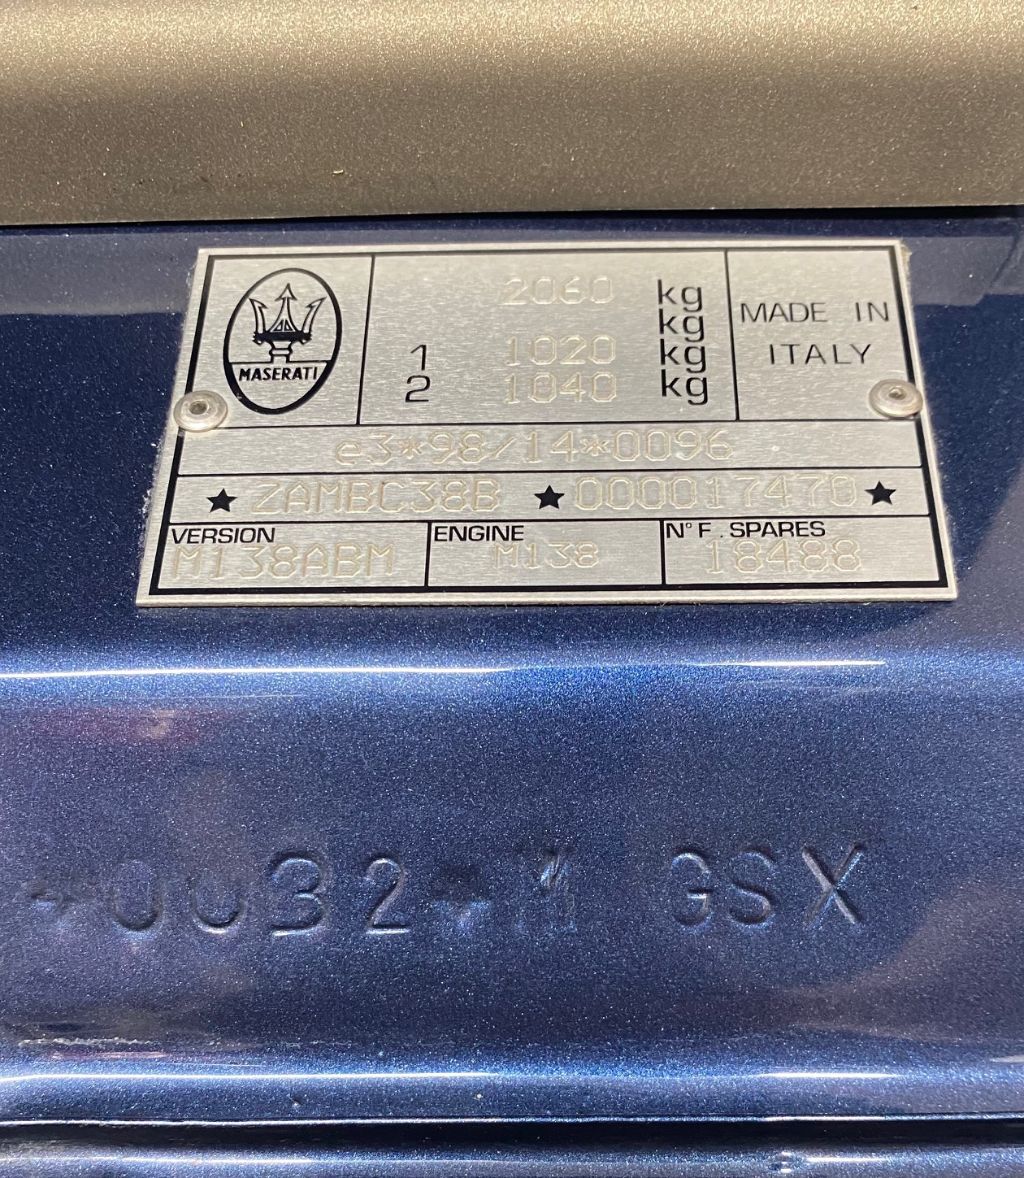 MASERATI
2060 kg
kg
1 1020 kg
2 1040 kg
MADE IN
ITALY
e3*98/14*0096
★ ZAMBC38B ★ 000017470 ★
VERSION
M138ABM
ENGINE
M138
N° F. SPARES
18488
0032 M GSX